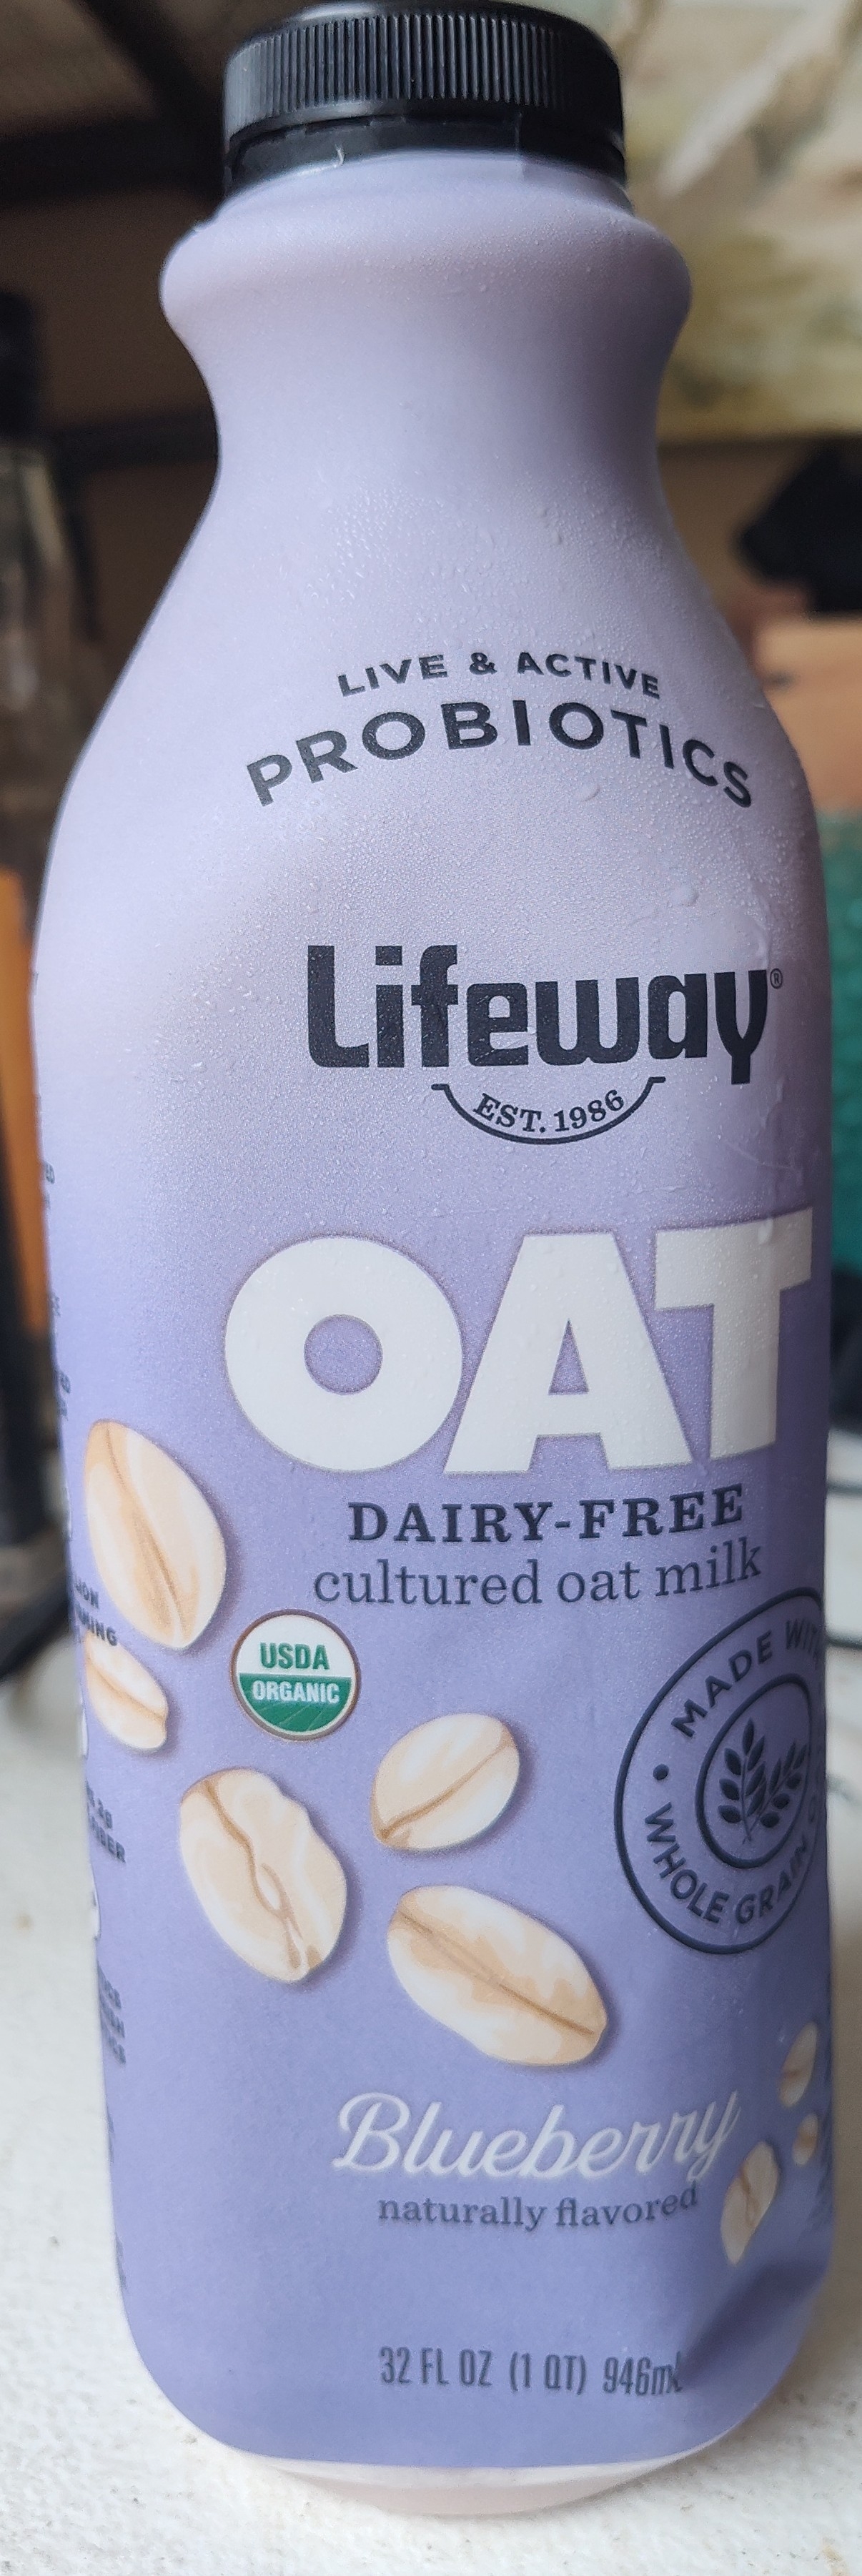 LIVE & ACTIVE
PROBIOTICS
Lifeway®
EST. 1986
OAT
DAIRY-FREE
cultured oat milk
USDA
ORGANIC
MADE WITH
WHOLE GRAIN
Blueberry
naturally flavored
32 FL OZ (1 QT) 946mL